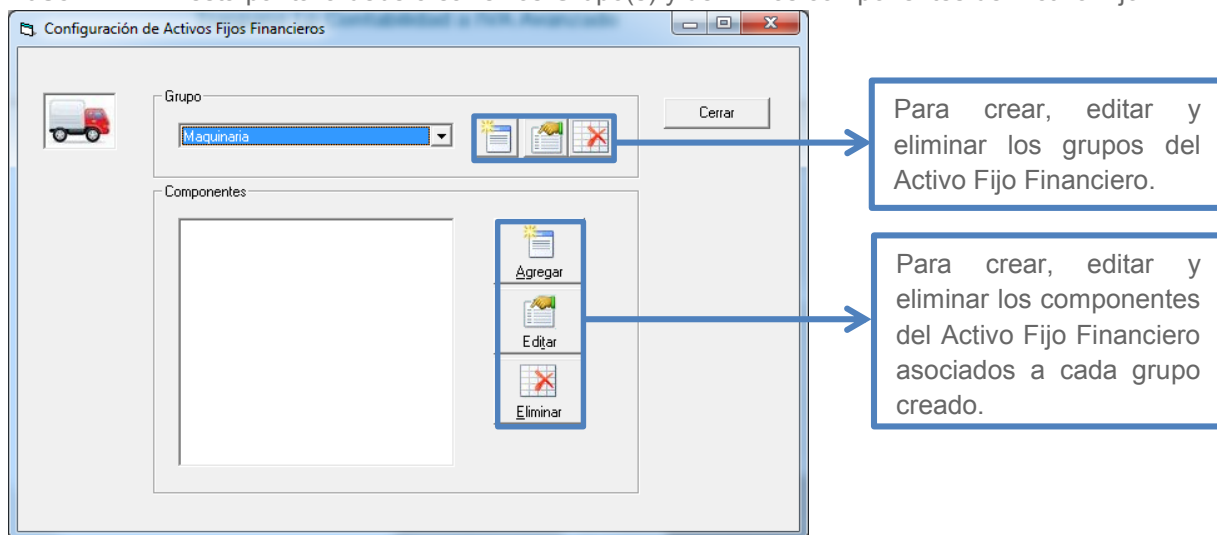 Configuración de Activos Fijos Financieros
Grupo
Maquinaria
Cerrar
Componentes
Agregar
Editar
Eliminar
Para crear, editar y
eliminar los grupos del
Activo Fijo Financiero.
Para crear, editar y
eliminar los componentes
del Activo Fijo Financiero
asociados a cada grupo
creado.